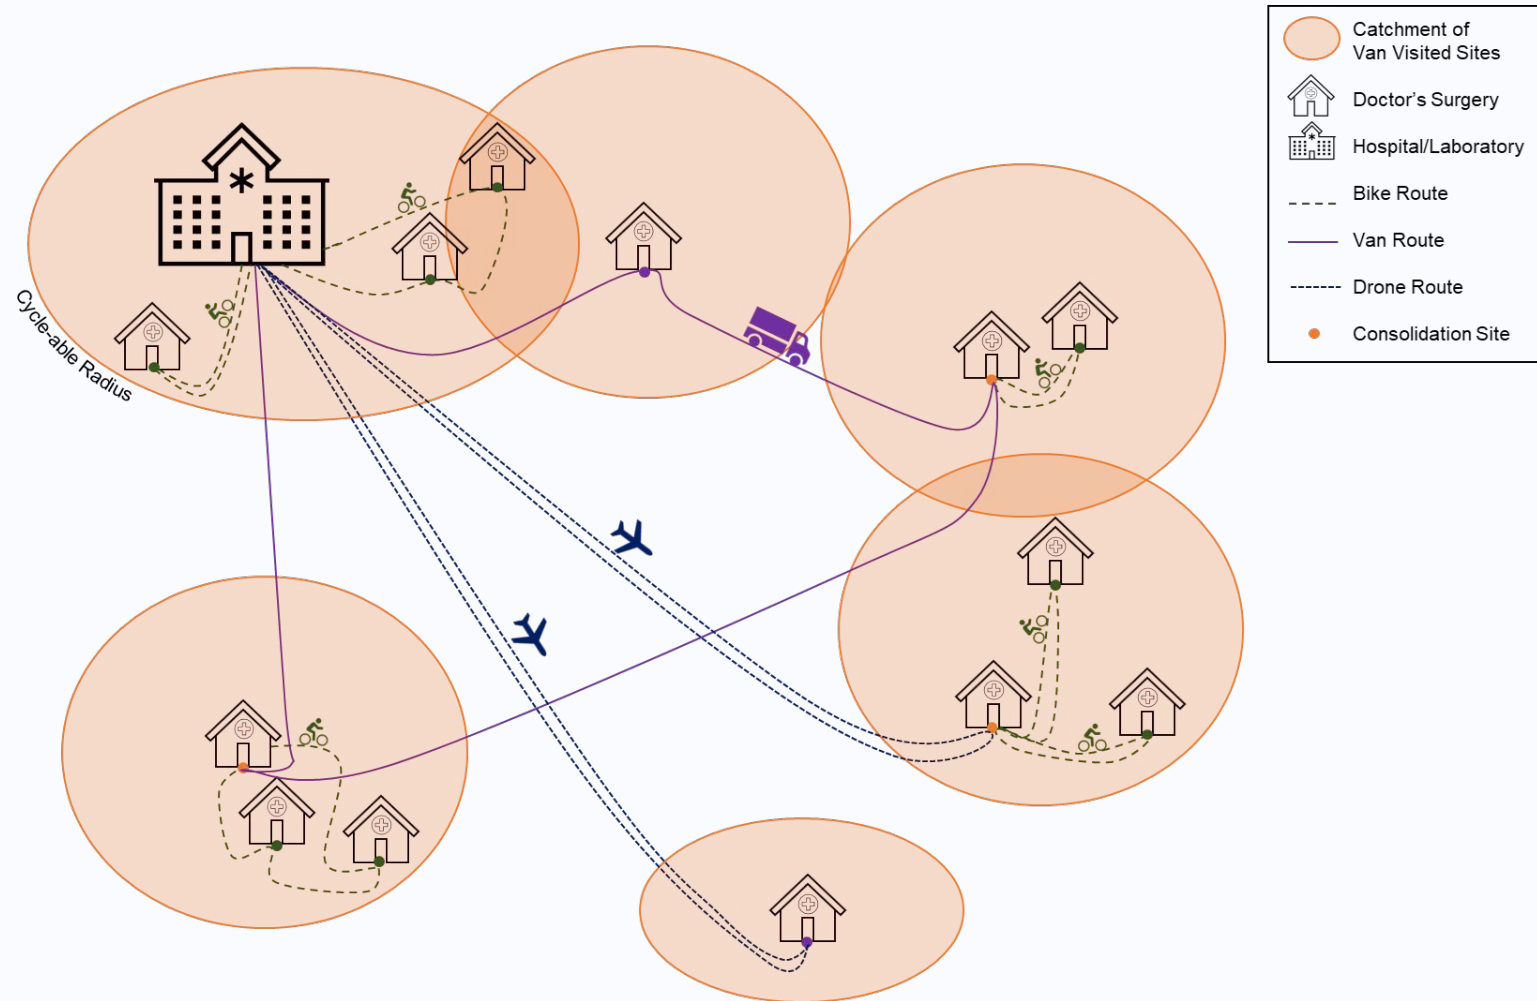 Catchment of
Van Visited Sites
Doctor's Surgery
Hospital/Laboratory
Bike Route
Van Route
Drone Route
Consolidation Site
Cycle-able Radius